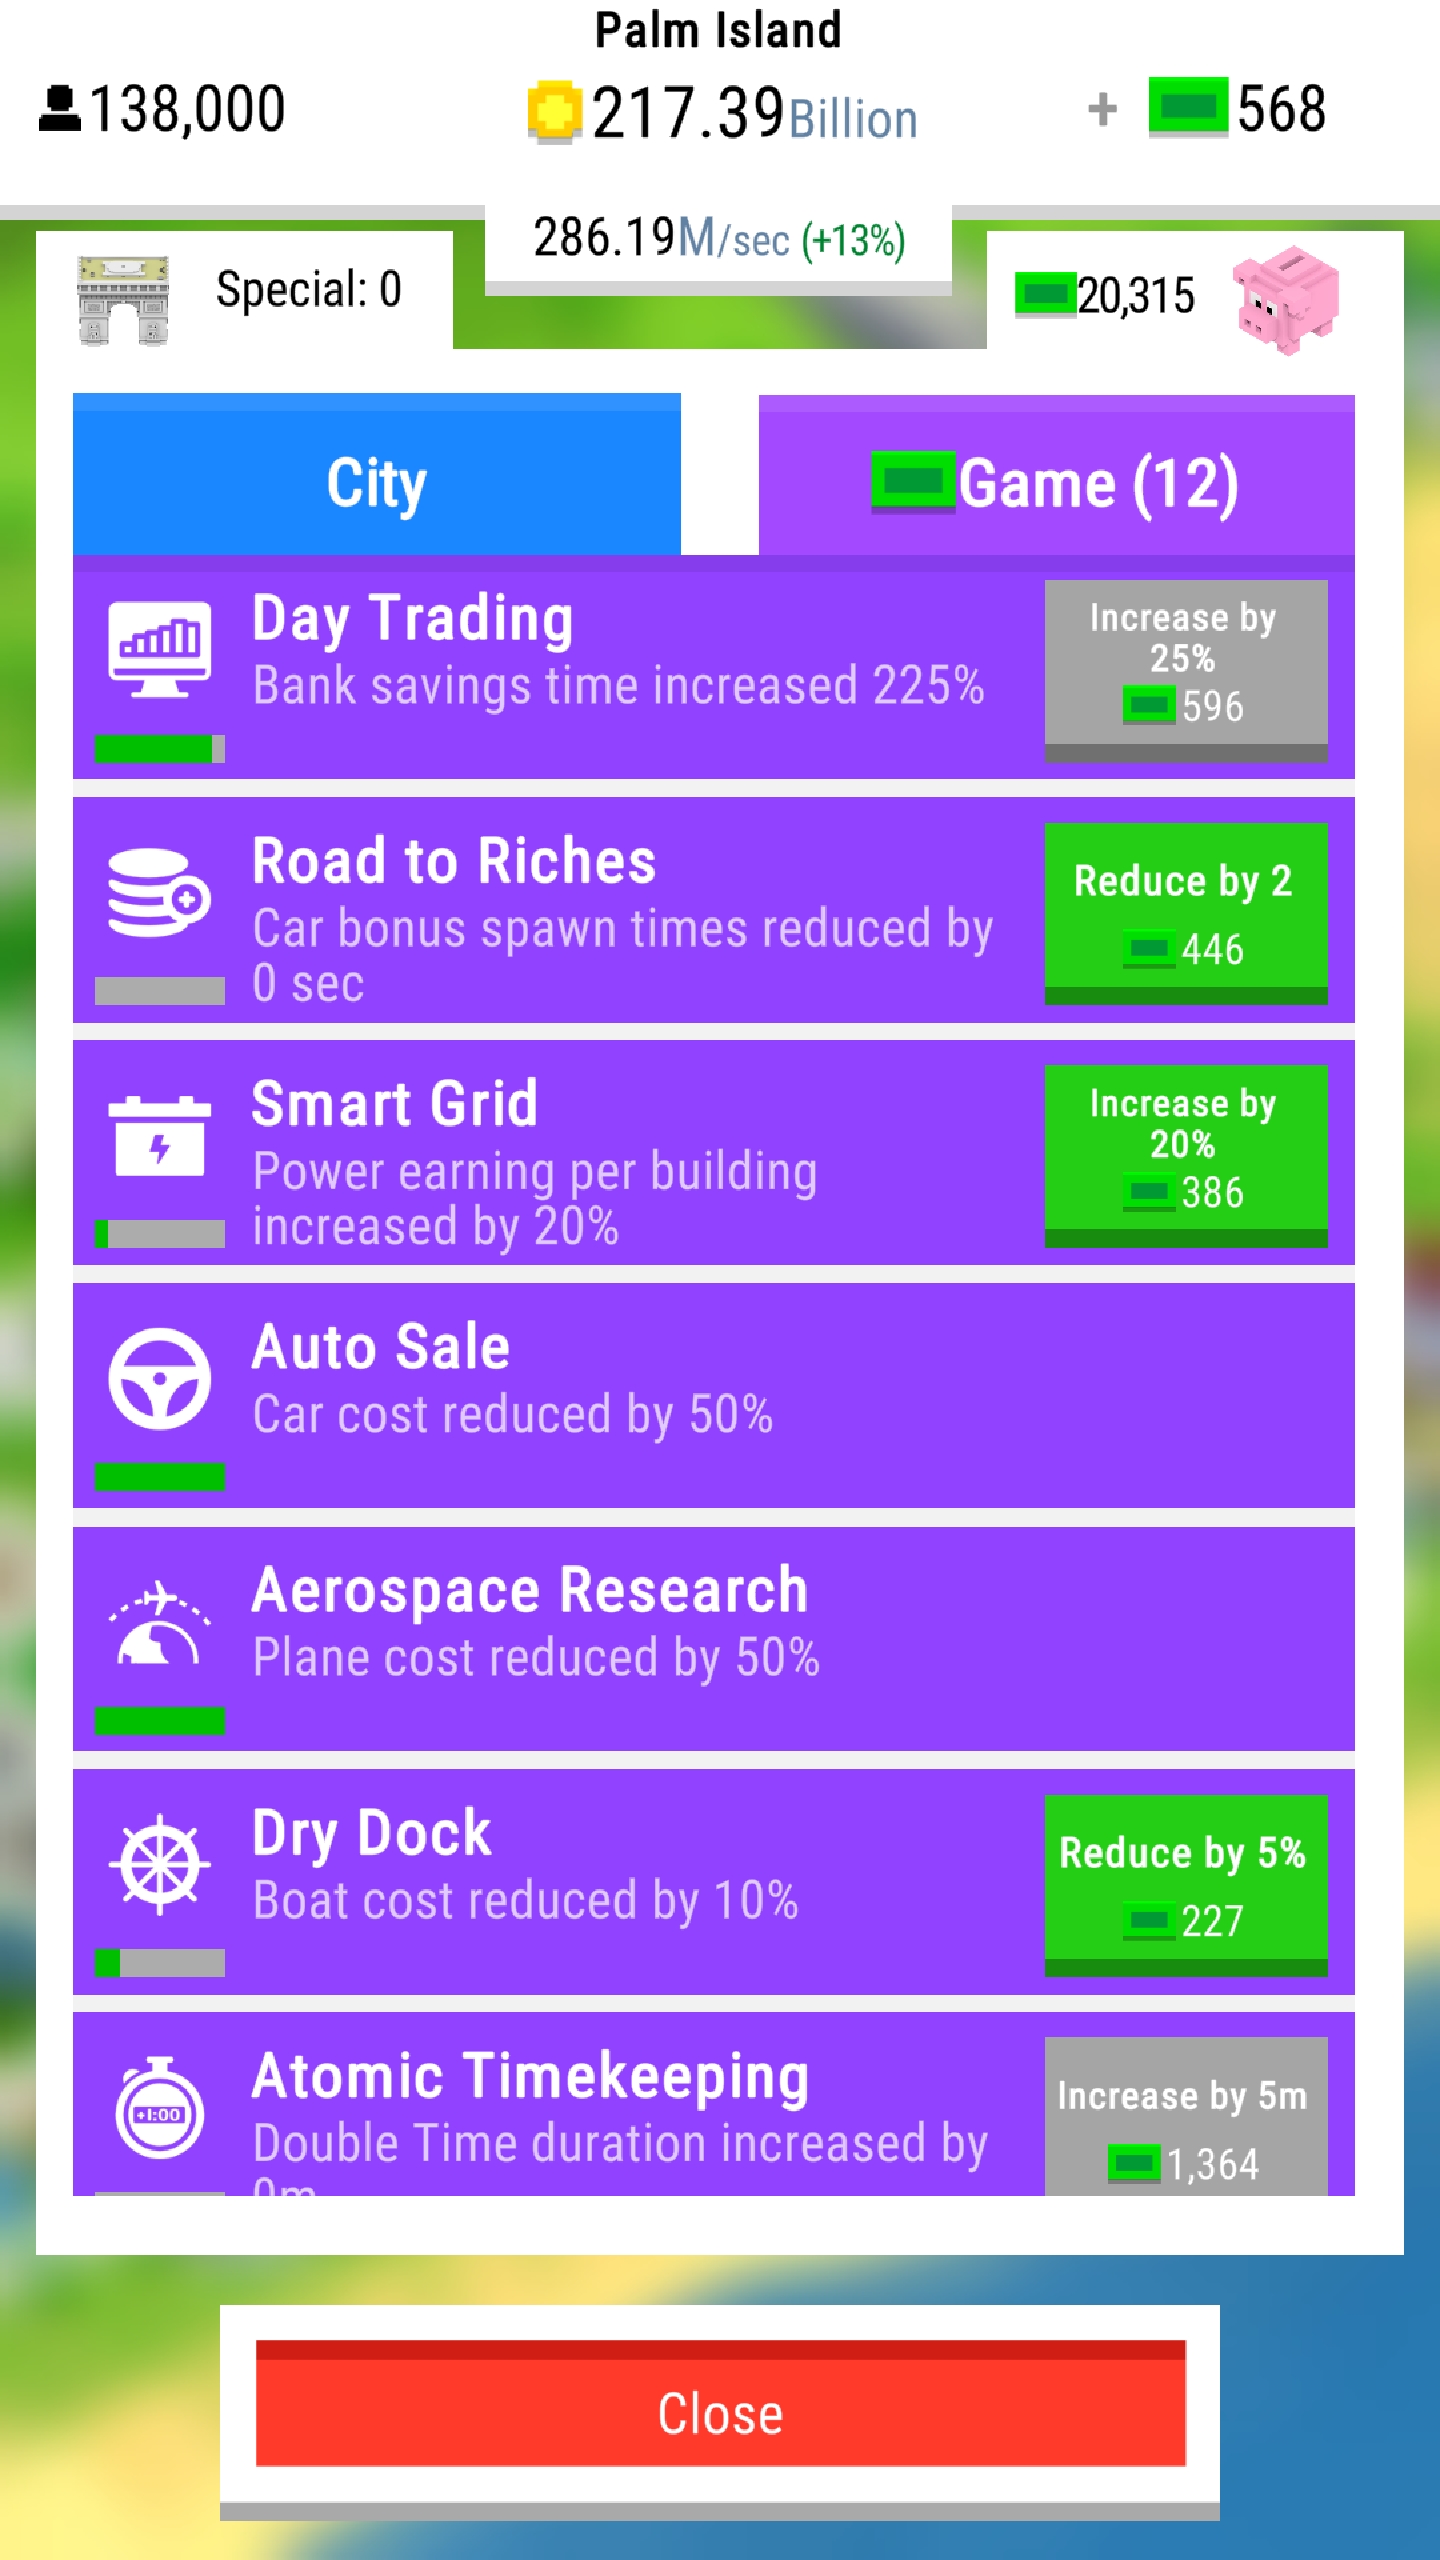 Palm Island
138,000
217.39Billion
+ 568
286.19M/sec (+13%)
Special: 0
20,315
City
Game (12)
Day Trading
Bank savings time increased 225%
Increase by
25%
596
Road to Riches
Car bonus spawn times reduced by
0 sec
Reduce by 2
446
Smart Grid
Power earning per building
increased by 20%
Increase by
20%
386
Auto Sale
Car cost reduced by 50%
Aerospace Research
Plane cost reduced by 50%
Dry Dock
Boat cost reduced by 10%
Reduce by 5%
227
+1:00
Atomic Timekeeping
Double Time duration increased by
0m
Increase by 5m
1,364
Close